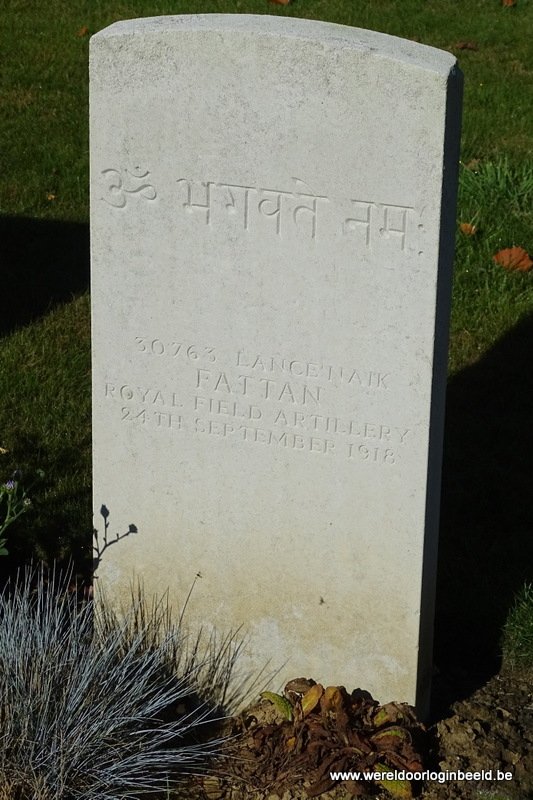 ॐ भगवते नमः
30763 LANCE NAIK
FATTAN
ROYAL FIELD ARTILLERY
24TH SEPTEMBER 1918
www.wereldoorloginbeeld.be